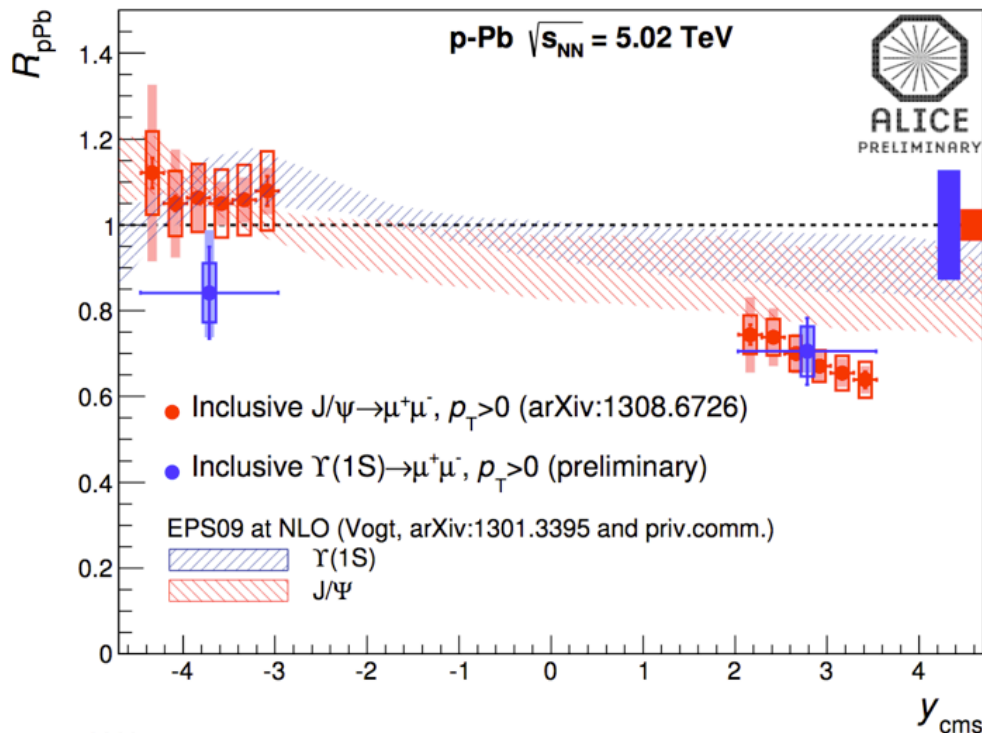 R_pPb
1.4
1.2
1
0.8
0.6
0.4
0.2
0
p-Pb √s_NN = 5.02 TeV
ALICE
PRELIMINARY
Inclusive J/ψ→μ⁺μ⁻, p_T>0 (arXiv:1308.6726)
Inclusive ϒ(1S)→μ⁺μ⁻, p_T>0 (preliminary)
EPS09 at NLO (Vogt, arXiv:1301.3395 and priv.comm.)
ϒ(1S)
J/Ψ
-4 -3 -2 -1 0 1 2 3 4
y_cms